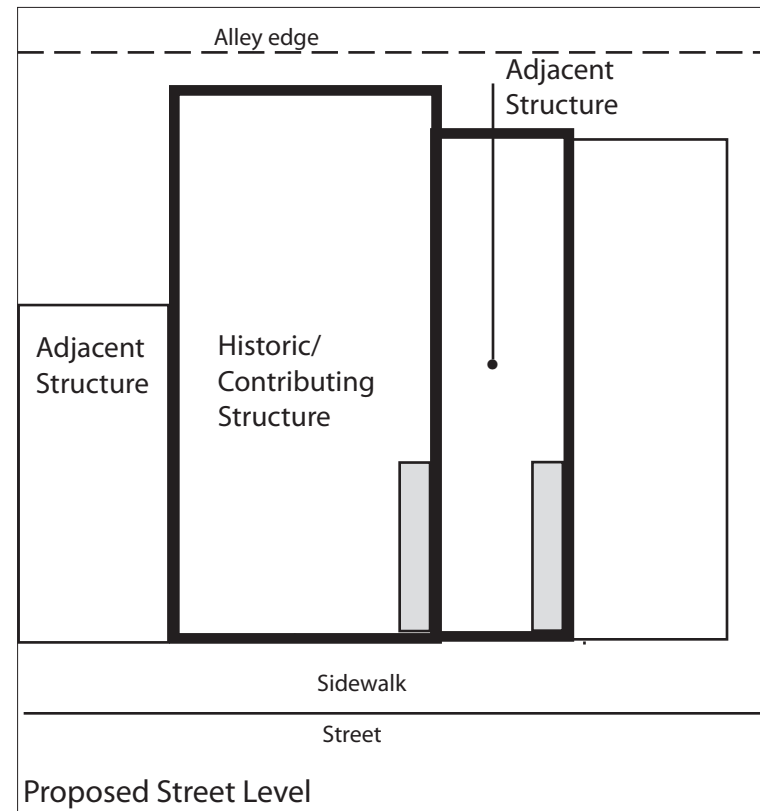 Alley edge
Adjacent
Structure
Adjacent
Structure
Historic/
Contributing
Structure
Sidewalk
Street
Proposed Street Level